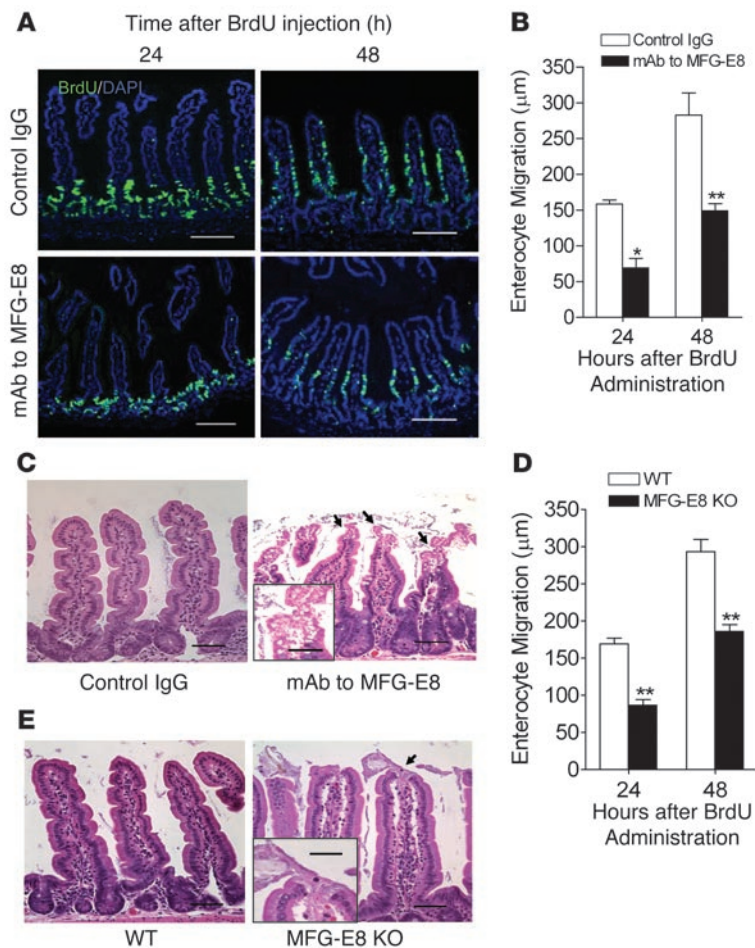 A
Time after BrdU injection (h)
24
48
BrdU/DAPI
Control IgG
mAb to MFG-E8
B
Control IgG
mAb to MFG-E8
Enterocyte Migration (μm)
350
300
250
200
150
100
50
0
*
**
24
48
Hours after BrdU
Administration
C
Control IgG
mAb to MFG-E8
D
WT
MFG-E8 KO
Enterocyte Migration (μm)
350
300
250
200
150
100
50
0
**
**
24
48
Hours after BrdU
Administration
E
WT
MFG-E8 KO